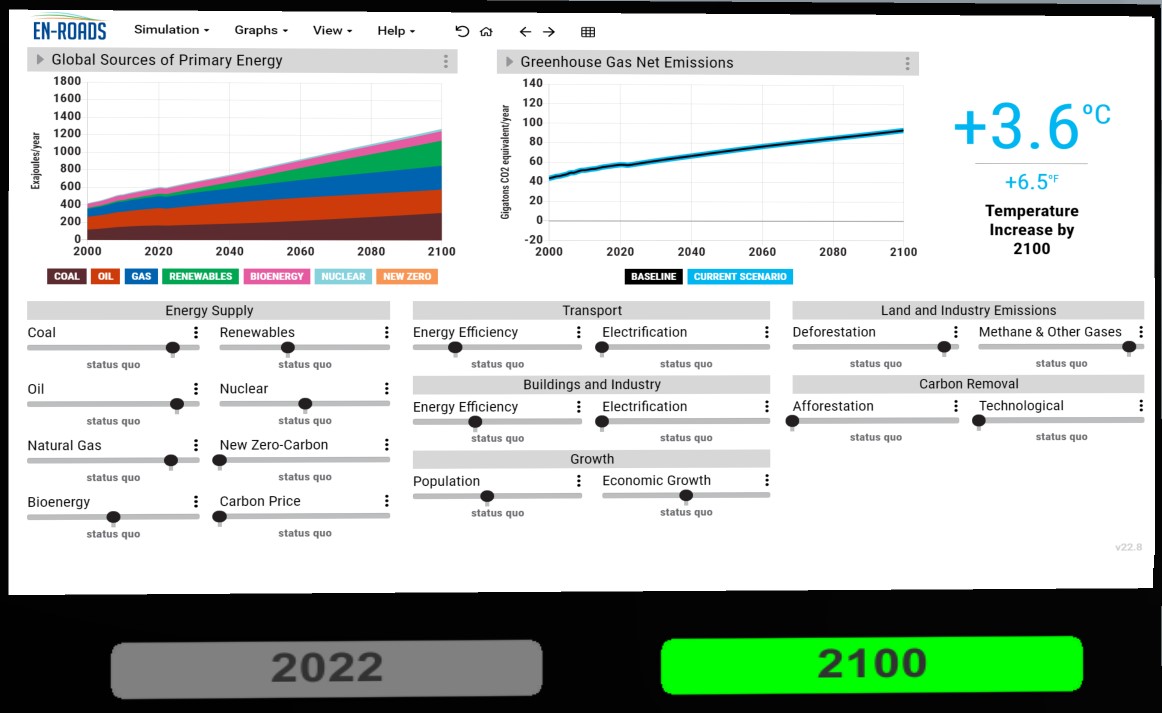 EN-ROADS
Simulation Graphs View Help
Global Sources of Primary Energy
1800
1600
1400
1200
1000
800
600
400
200
0
Exajoules/year
2000 2020 2040 2060 2080 2100
COAL OIL GAS RENEWABLES BIOENERGY NUCLEAR NEW ZERO
Greenhouse Gas Net Emissions
140
120
100
80
60
40
20
0
-20
Gigatons CO2 equivalent/year
2000 2020 2040 2060 2080 2100
BASELINE CURRENT SCENARIO
+3.6°C
+6.5°F
Temperature
Increase by
2100
Energy Supply
Coal Renewables
status quo status quo
Oil Nuclear
status quo status quo
Natural Gas New Zero-Carbon
status quo status quo
Bioenergy Carbon Price
status quo status quo
Transport
Energy Efficiency Electrification
status quo status quo
Buildings and Industry
Energy Efficiency Electrification
status quo status quo
Growth
Population Economic Growth
status quo status quo
Land and Industry Emissions
Deforestation Methane & Other Gases
status quo status quo
Carbon Removal
Afforestation Technological
status quo status quo
v22.8
2022 2100